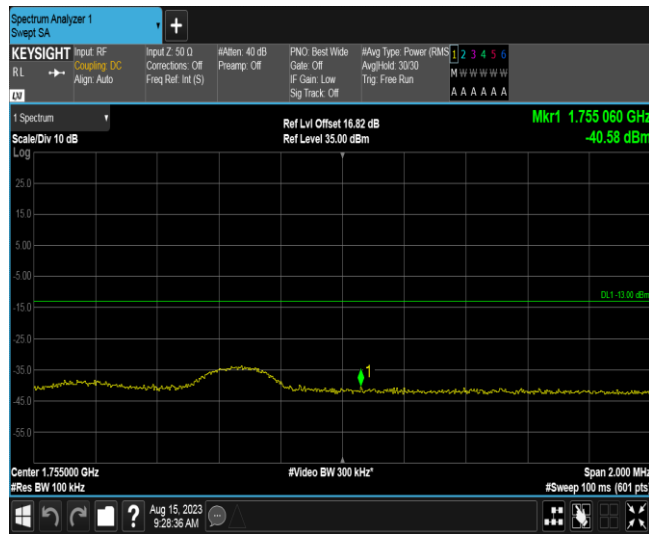 Spectrum Analyzer 1
Swept SA
+
KEYSIGHT
RL
LXI
Input: RF
Coupling: DC
Align: Auto
Input Z: 50 Ω
Corrections: Off
Freq Ref: Int (S)
#Atten: 40 dB
Preamp: Off
PNO: Best Wide
Gate: Off
IF Gain: Low
Sig Track: Off
#Avg Type: Power (RMS
Avg|Hold: 30/30
Trig: Free Run
1 2 3 4 5 6
M W W W W W
A A A A A A
1 Spectrum
Scale/Div 10 dB
Log
Ref Lvl Offset 16.82 dB
Ref Level 35.00 dBm
Mkr1 1.755 060 GHz
-40.58 dBm
25.0
15.0
5.00
-5.00
DL1 -13.00 dBm
-15.0
-25.0
-35.0
1
-45.0
-55.0
Center 1.755000 GHz
#Video BW 300 kHz*
Span 2.000 MHz
#Res BW 100 kHz
#Sweep 100 ms (601 pts
?
Aug 15, 2023
9:28:36 AM